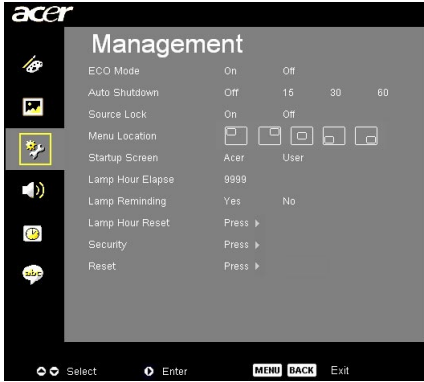 acer
Management
ECO Mode On Off
Auto Shutdown Off 15 30 60
Source Lock On Off
Menu Location
Startup Screen Acer User
Lamp Hour Elapse 9999
Lamp Reminding Yes No
Lamp Hour Reset Press
Security Press
Reset Press
abc
Select Enter MENU BACK Exit